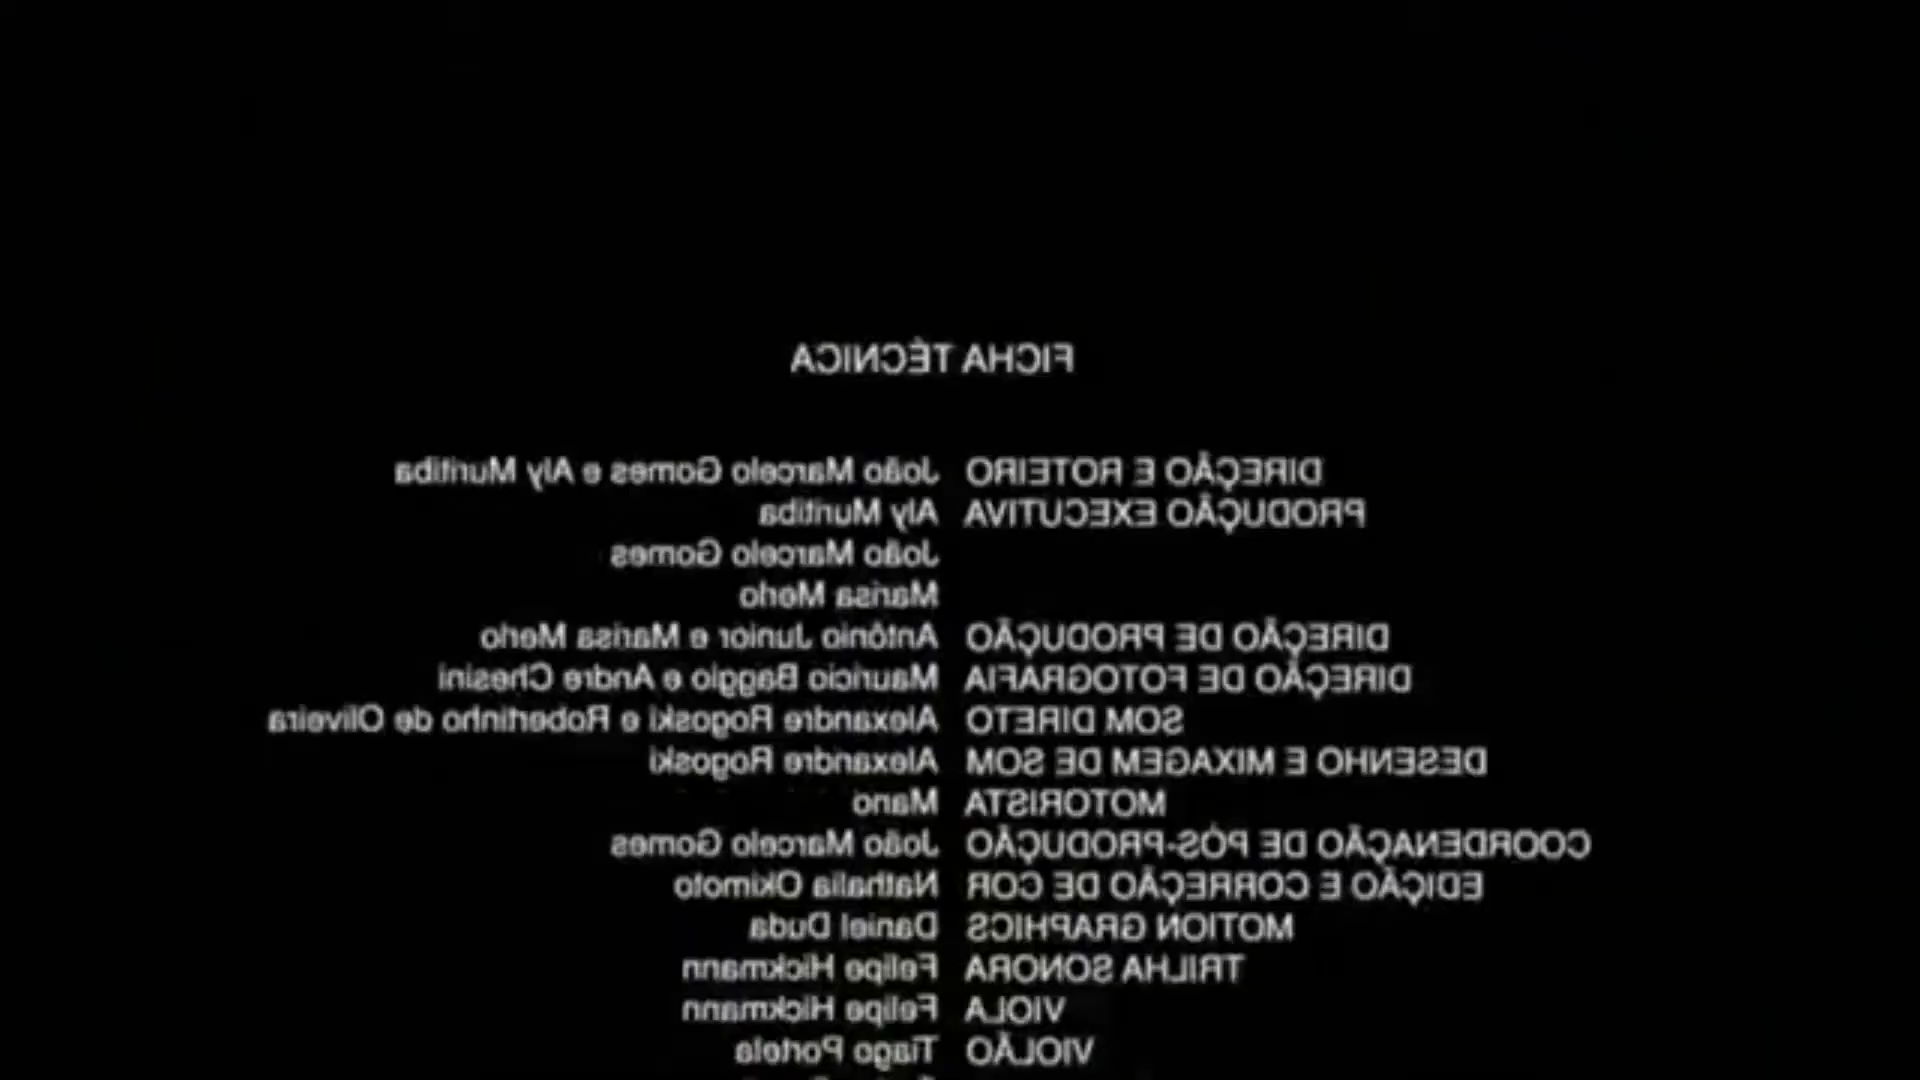 FICHA TÉCNICA
DIREÇÃO E ROTEIRO João Marcelo Gomes e Aly Muritiba
PRODUÇÃO EXECUTIVA Aly Muritiba
João Marcelo Gomes
Marisa Merlo
DIREÇÃO DE PRODUÇÃO Antônio Junior e Marisa Merlo
DIREÇÃO DE FOTOGRAFIA Mauricio Baggio e Andre Chesini
SOM DIRETO Alexandre Rogoski e Robertinho de Oliveira
DESENHO E MIXAGEM DE SOM Alexandre Rogoski
MOTORISTA Mano
COORDENAÇÃO DE PÓS-PRODUÇÃO João Marcelo Gomes
EDIÇÃO E CORREÇÃO DE COR Nathalia Okimoto
MOTION GRAPHICS Daniel Duda
TRILHA SONORA Felipe Hickmann
VIOLA Felipe Hickmann
VIOLÃO Tiago Portela